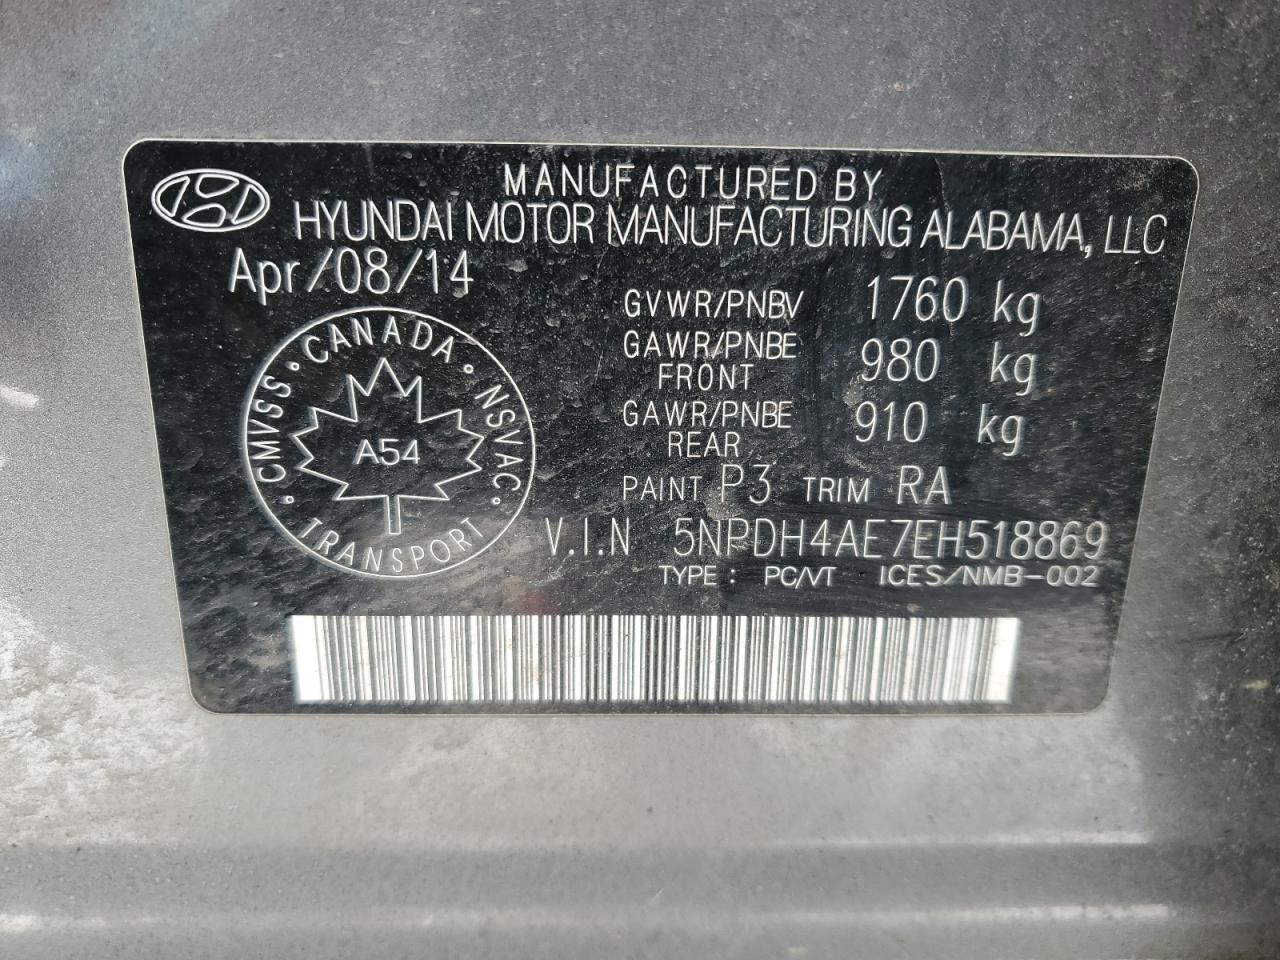 MANUFACTURED BY
HYUNDAI MOTOR MANUFACTURING ALABAMA, LLC
Apr/08/14
GVWR/PNBV 1760 kg
GAWR/PNBE FRONT 980 kg
GAWR/PNBE REAR 910 kg
PAINT P3 TRIM RA
V.I.N 5NPDH4AE7EH518869
TYPE : PC/VT ICES/NMB-002
· CANADA · NSVAC · TRANSPORT · CMVSS
A54